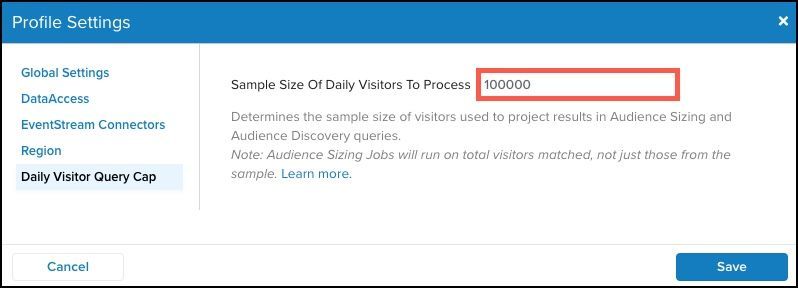 Profile Settings ×
Global Settings
DataAccess
EventStream Connectors
Region
Daily Visitor Query Cap
Sample Size Of Daily Visitors To Process 100000
Determines the sample size of visitors used to project results in Audience Sizing and
Audience Discovery queries.
Note: Audience Sizing Jobs will run on total visitors matched, not just those from the
sample. Learn more.
Cancel
Save